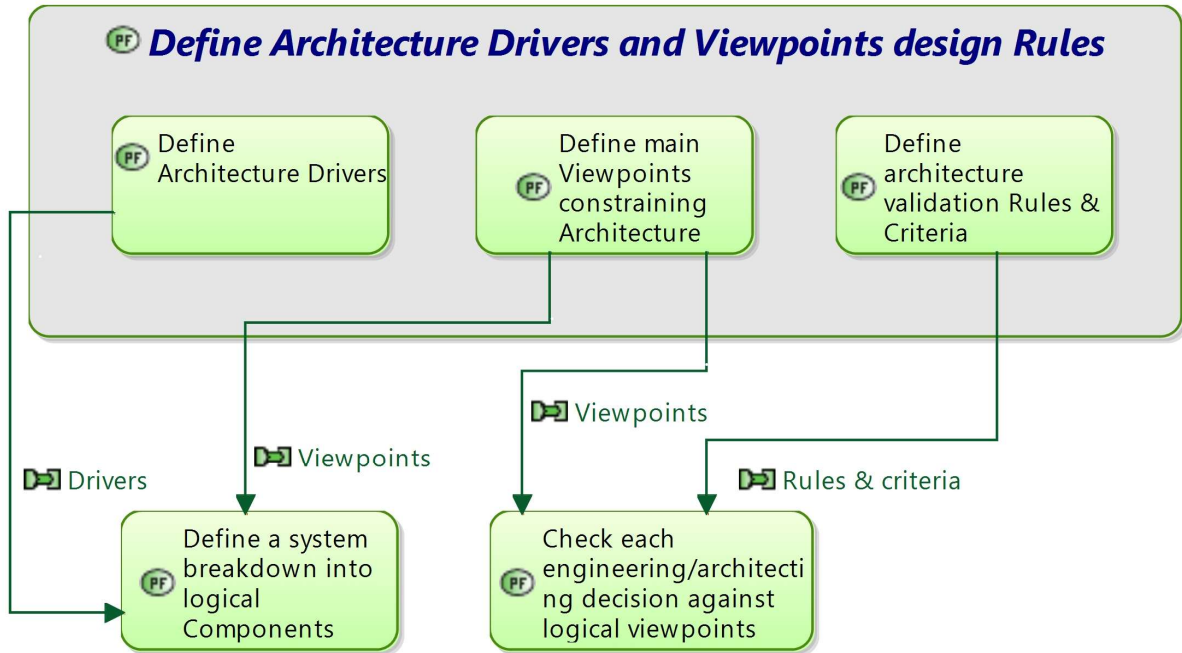 PF Define Architecture Drivers and Viewpoints design Rules
PF
Define
Architecture Drivers
PF
Define main
Viewpoints
constraining
Architecture
PF
Define
architecture
validation Rules &
Criteria
Viewpoints
Viewpoints
Drivers
Rules & criteria
PF
Define a system
breakdown into
logical
Components
PF
Check each
engineering/architecti
ng decision against
logical viewpoints